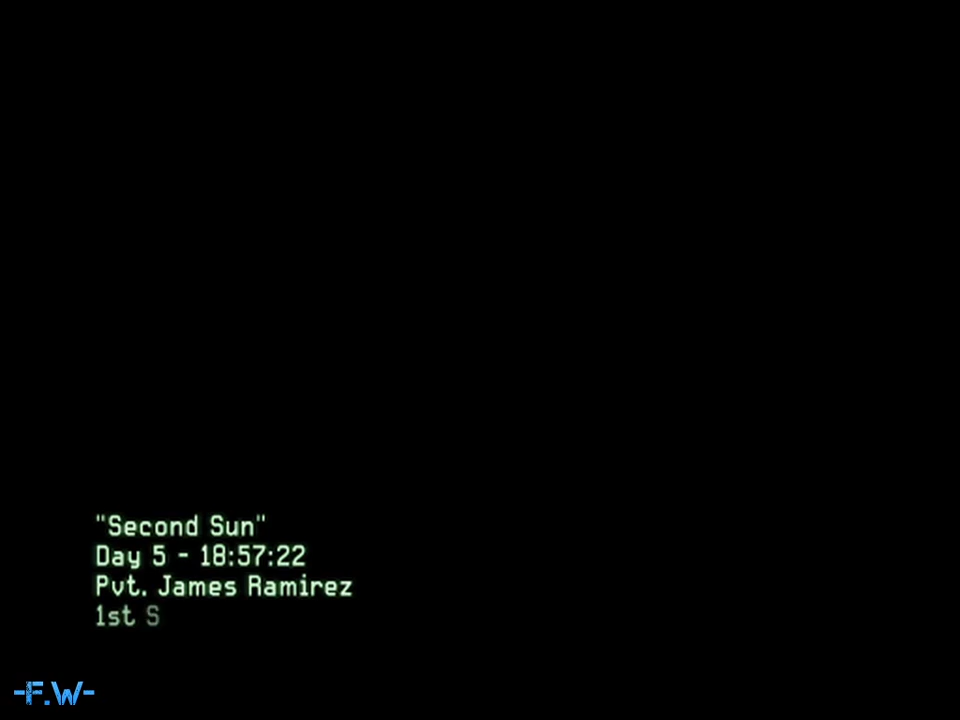 "Second Sun"
Day 5 - 18:57:22
Pvt. James Ramirez
1st S
-F.W-